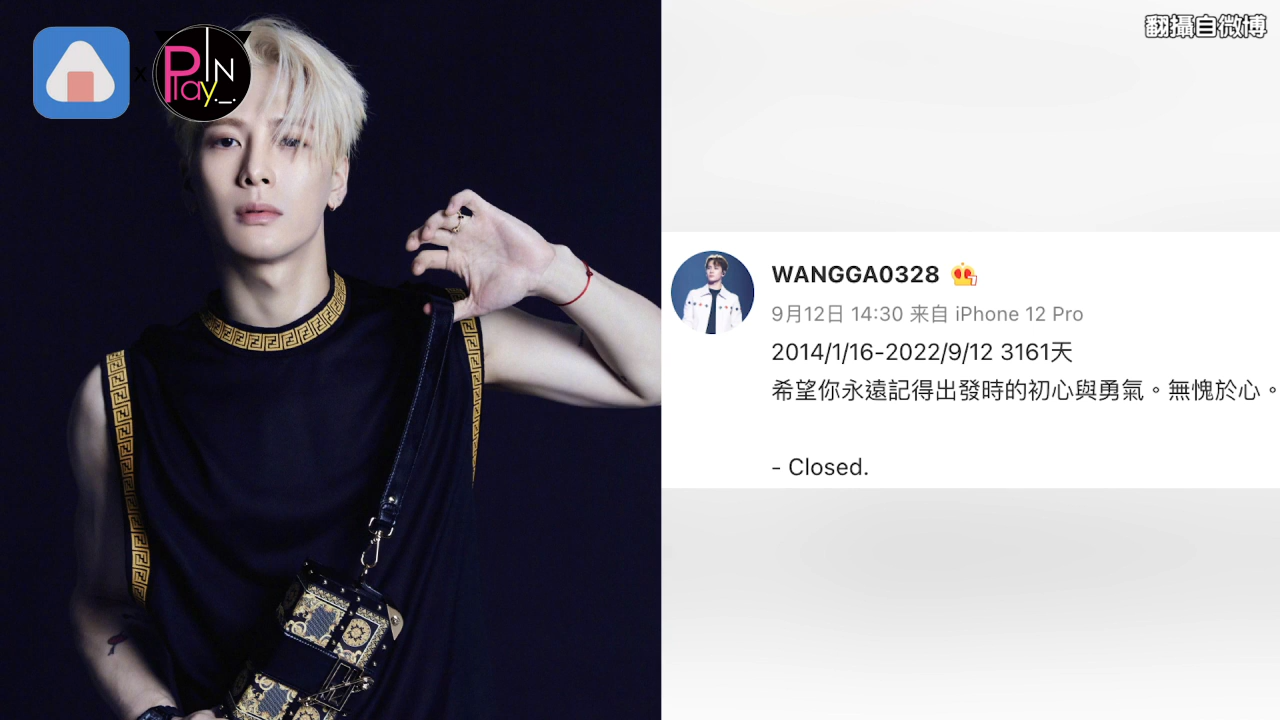 Play IN
X
翻攝自微博
WANGGA0328
9月12日 14:30 来自 iPhone 12 Pro
2014/1/16-2022/9/12 3161天
希望你永遠記得出發時的初心與勇氣。無愧於心。
- Closed.